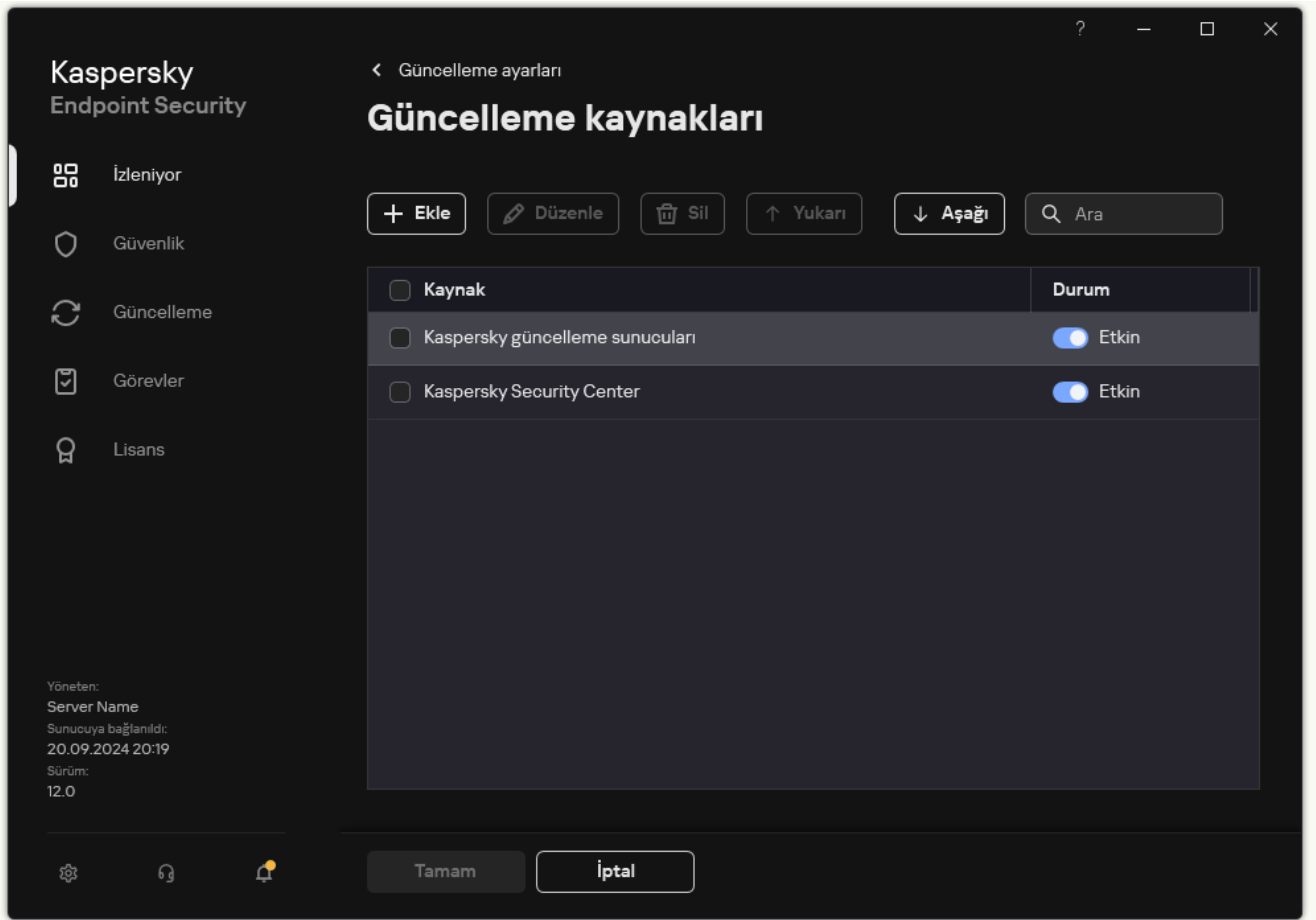 ?
Kaspersky
Endpoint Security
İzleniyor
Güvenlik
Güncelleme
Görevler
Lisans
Yöneten:
Server Name
Sunucuya bağlanıldı:
20.09.2024 20:19
Sürüm:
12.0
Güncelleme ayarları
Güncelleme kaynakları
Ekle Düzenle Sil Yukarı Aşağı Ara
Kaynak Durum
Kaspersky güncelleme sunucuları Etkin
Kaspersky Security Center Etkin
Tamam İptal